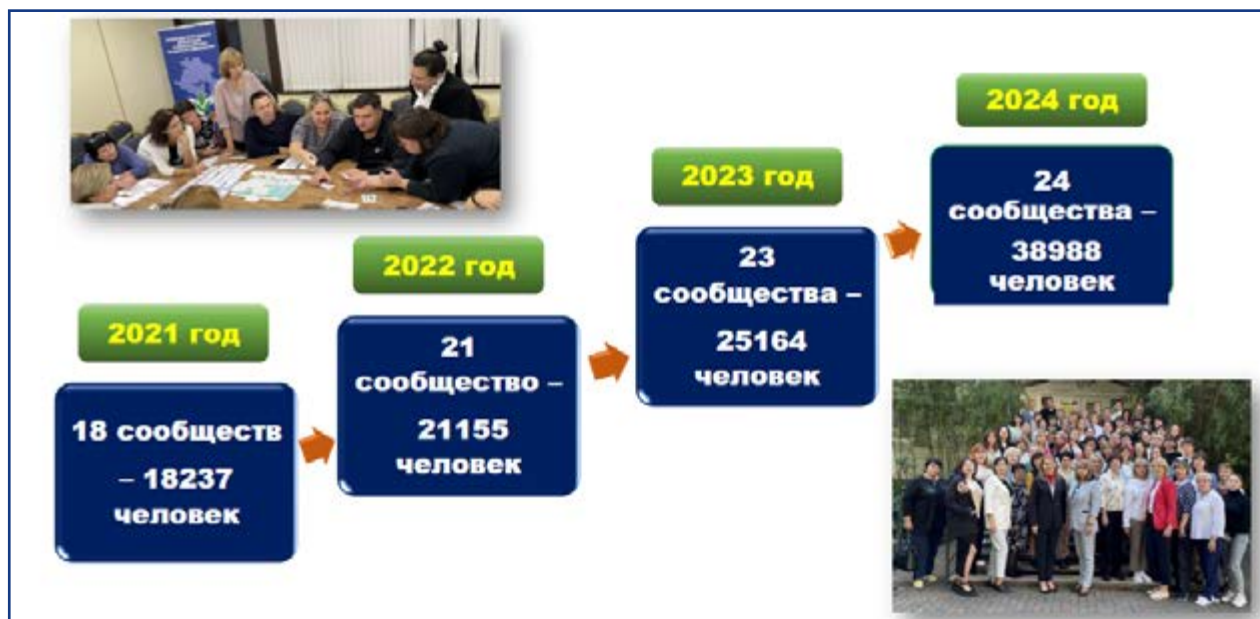 2021 год
18 сообществ
– 18237
человек
2022 год
21
сообщество –
21155
человек
2023 год
23
сообщества –
25164
человек
2024 год
24
сообщества –
38988
человек